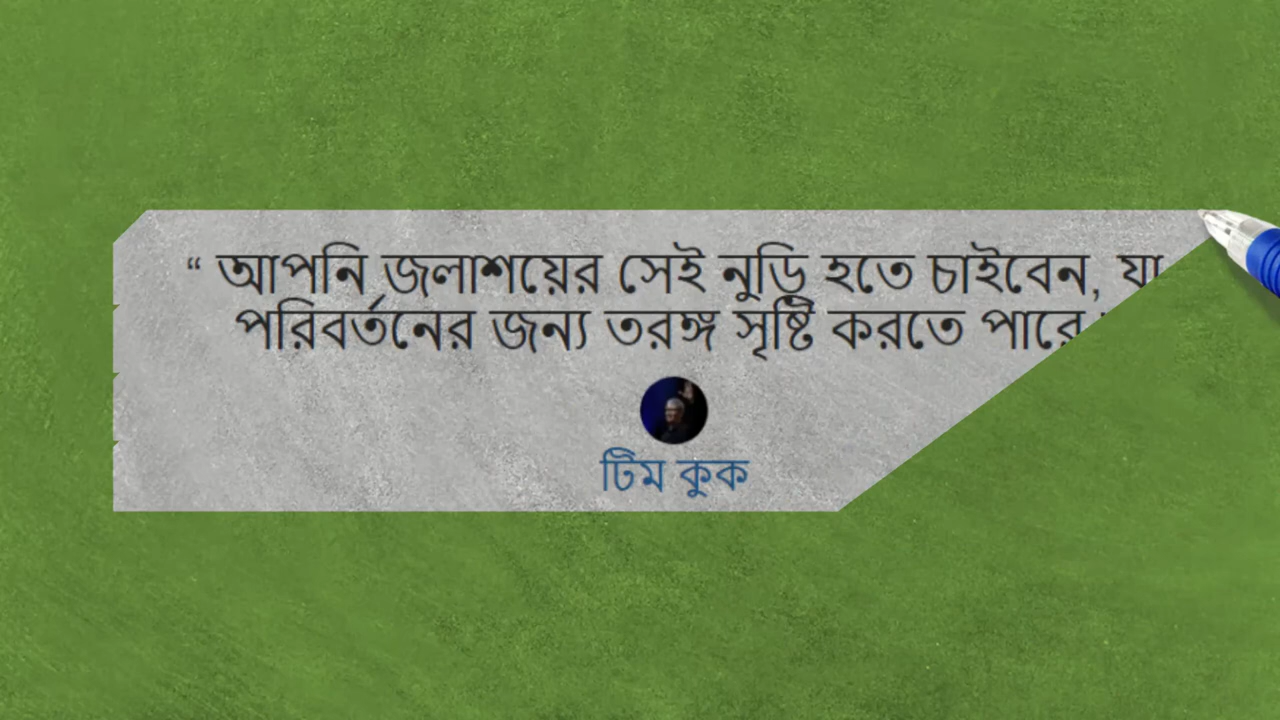 “ আপনি জলাশয়ের সেই নুড়ি হতে চাইবেন, যা
পরিবর্তনের জন্য তরঙ্গ সৃষ্টি করতে পারে
টিম কুক